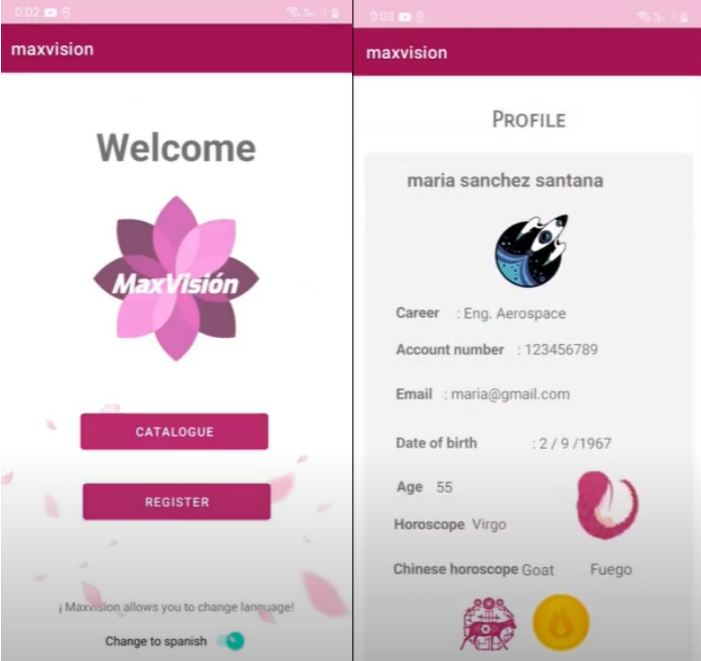 0:02
maxvision
Welcome
MaxVisión
CATALOGUE
REGISTER
¡ Maxvision allows you to change language!
Change to spanish
0:03
maxvision
PROFILE
maria sanchez santana
Career : Eng. Aerospace
Account number : 123456789
Email : maria@gmail.com
Date of birth : 2 / 9 /1967
Age 55
Horoscope Virgo
Chinese horoscope Goat Fuego